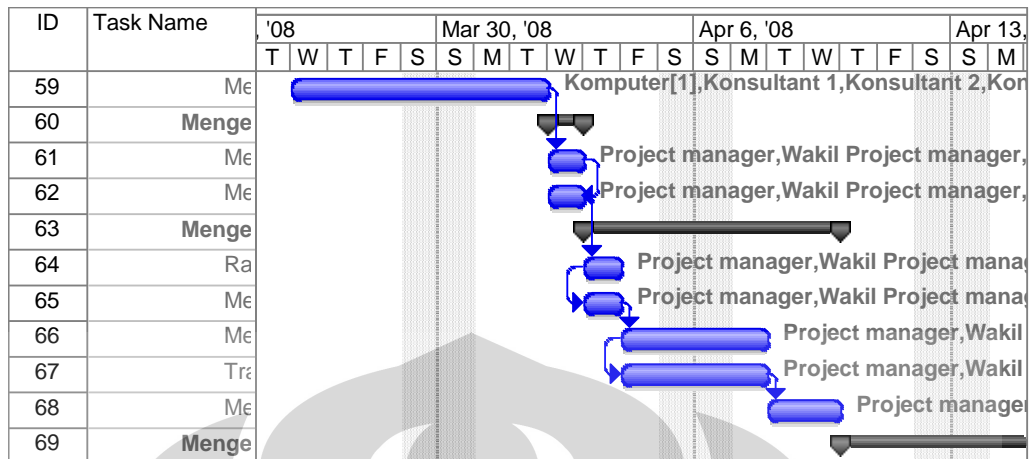 ID Task Name , '08 Mar 30, '08 Apr 6, '08 Apr 13,
T W T F S S M T W T F S S M T W T F S S M
59 Me Komputer[1],Konsultant 1,Konsultant 2,Kon
60 Menge
61 Me Project manager,Wakil Project manager,
62 Me Project manager,Wakil Project manager,
63 Menge
64 Ra Project manager,Wakil Project mana
65 Me Project manager,Wakil Project mana
66 Me Project manager,Wakil
67 Tra Project manager,Wakil
68 Me Project manager
69 Menge